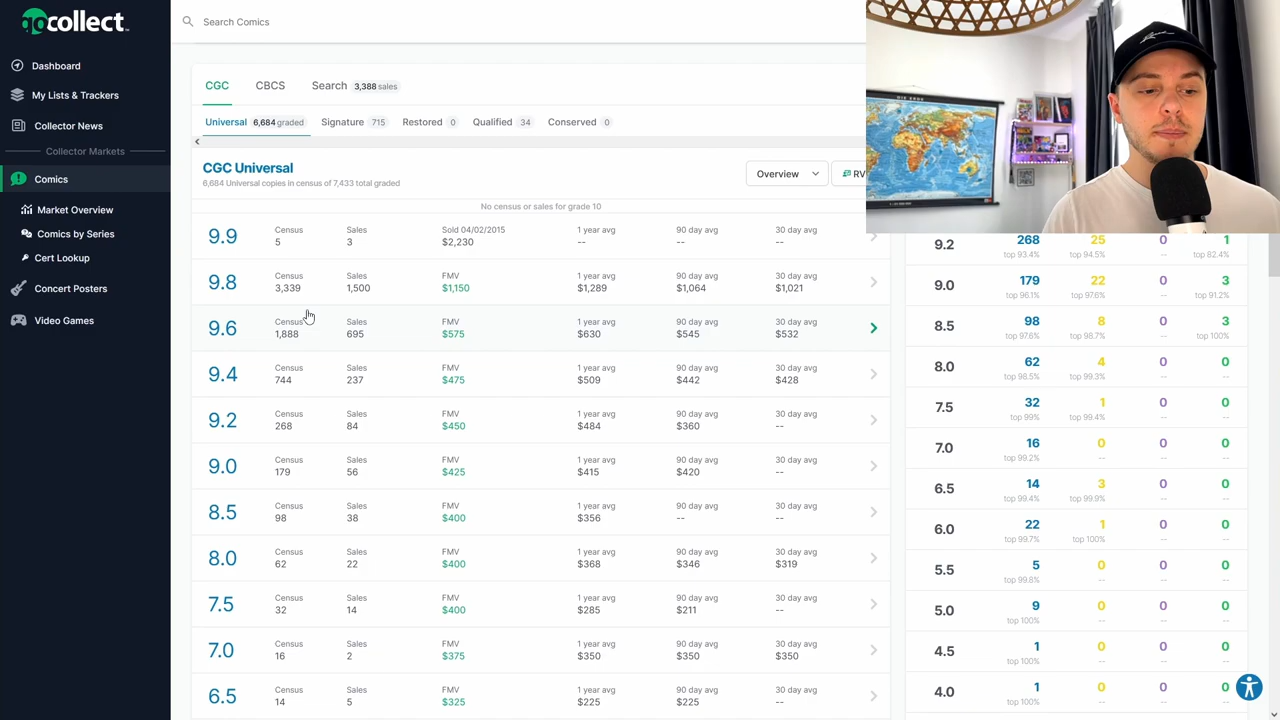 gocollect
Search Comics
Dashboard
My Lists & Trackers
Collector News
Collector Markets
Comics
Market Overview
Comics by Series
Cert Lookup
Concert Posters
Video Games
CGC CBCS Search 3,388 sales
Universal 6,684 graded Signature 715 Restored 0 Qualified 34 Conserved 0
CGC Universal
6,684 Universal copies in census of 7,433 total graded
Overview
RV
No census or sales for grade 10
9.9 Census 5 Sales 3 Sold 04/02/2015 $2,230 1 year avg -- 90 day avg -- 30 day avg --
9.8 Census 3,339 Sales 1,500 FMV $1,150 1 year avg $1,289 90 day avg $1,064 30 day avg $1,021
9.6 Census 1,888 Sales 695 FMV $575 1 year avg $630 90 day avg $545 30 day avg $532
9.4 Census 744 Sales 237 FMV $475 1 year avg $509 90 day avg $442 30 day avg $428
9.2 Census 268 Sales 84 FMV $450 1 year avg $484 90 day avg $360 30 day avg --
9.0 Census 179 Sales 56 FMV $425 1 year avg $415 90 day avg $420 30 day avg --
8.5 Census 98 Sales 38 FMV $400 1 year avg $356 90 day avg -- 30 day avg --
8.0 Census 62 Sales 22 FMV $400 1 year avg $368 90 day avg $346 30 day avg $319
7.5 Census 32 Sales 14 FMV $400 1 year avg $285 90 day avg $211 30 day avg --
7.0 Census 16 Sales 2 FMV $375 1 year avg $350 90 day avg $350 30 day avg $350
6.5 Census 14 Sales 5 FMV $325 1 year avg $225 90 day avg $225 30 day avg --
9.2 268 25 0 1
top 93.4% top 94.5% -- top 82.4%
9.0 179 22 0 3
top 96.1% top 97.6% -- top 91.2%
8.5 98 8 0 3
top 97.6% top 98.7% -- top 100%
8.0 62 4 0 0
top 98.5% top 99.3% -- --
7.5 32 1 0 0
top 99% top 99.4% -- --
7.0 16 0 0 0
top 99.2% -- -- --
6.5 14 3 0 0
top 99.4% top 99.9% -- --
6.0 22 1 0 0
top 99.7% top 100% -- --
5.5 5 0 0 0
top 99.8% -- -- --
5.0 9 0 0 0
top 100% -- -- --
4.5 1 0 0 0
top 100% -- -- --
4.0 1 0 0 0
top 100% -- -- --